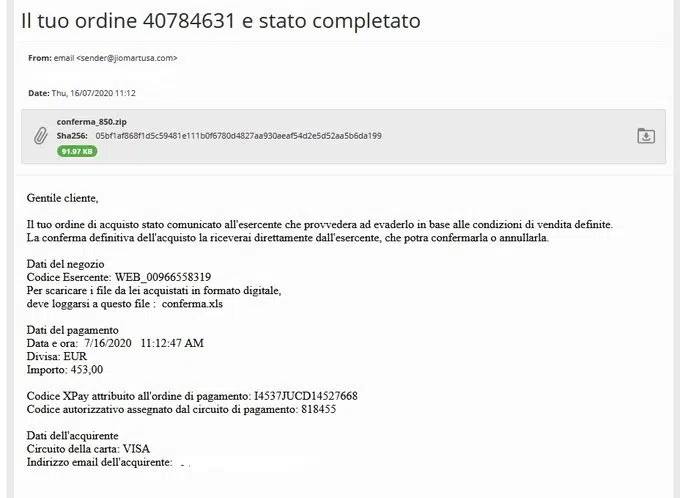 Il tuo ordine 40784631 e stato completato
From: email <sender@jiomartusa.com>
Date: Thu, 16/07/2020 11:12
conferma_850.zip
Sha256: 05bf1af868f1d5c59481e111b0f6780d4827aa930aeaf54d2e5d52aa5b6da199
91.97 KB
Gentile cliente,
Il tuo ordine di acquisto stato comunicato all'esercente che provvedera ad evaderlo in base alle condizioni di vendita definite.
La conferma definitiva dell'acquisto la riceverai direttamente dall'esercente, che potra confermarla o annullarla.
Dati del negozio
Codice Esercente: WEB_00966558319
Per scaricare i file da lei acquistati in formato digitale,
deve loggarsi a questo file : conferma.xls
Dati del pagamento
Data e ora: 7/16/2020 11:12:47 AM
Divisa: EUR
Importo: 453,00
Codice XPay attribuito all'ordine di pagamento: I4537JUCD14527668
Codice autorizzativo assegnato dal circuito di pagamento: 818455
Dati dell'acquirente
Circuito della carta: VISA
Indirizzo email dell'acquirente: